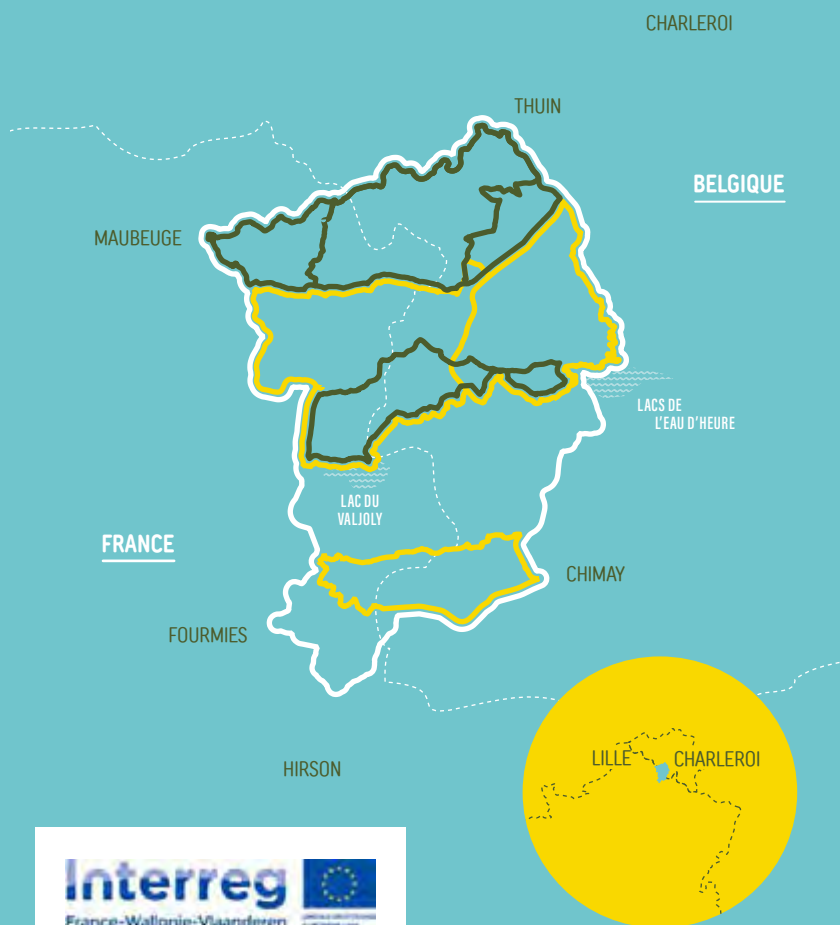 CHARLEROI
THUIN
BELGIQUE
MAUBEUGE
LACS DE
L'EAU D'HEURE
LAC DU
VALJOLY
FRANCE
CHIMAY
FOURMIES
LILLE
CHARLEROI
HIRSON
Interreg
France-Wallonie-Vlaanderen